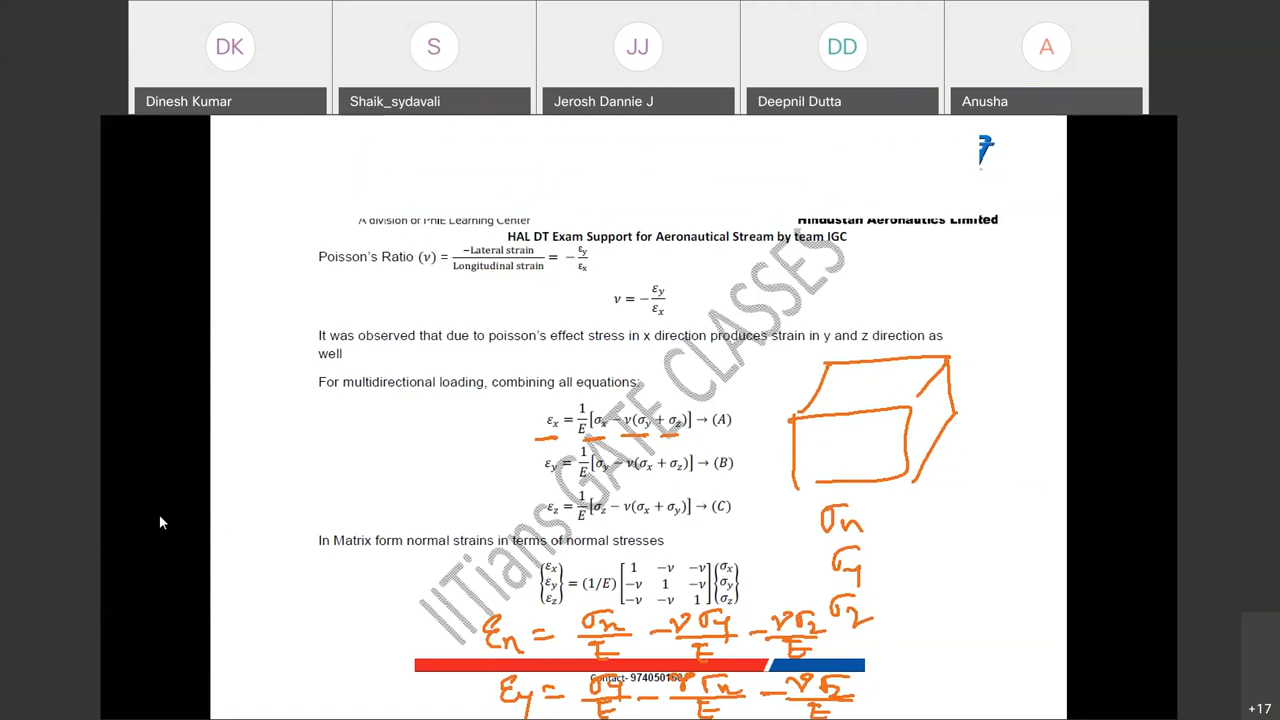 DK S JJ DD A
Dinesh Kumar Shaik_sydavali Jerosh Dannie J Deepnil Dutta Anusha
A division of PhIE Learning Center Hindustan Aeronautics Limited
HAL DT Exam Support for Aeronautical Stream by team IGC
Poisson's Ratio (ν) = −Lateral strain / Longitudinal strain = − εy / εx
ν = − εy / εx
It was observed that due to poisson's effect stress in x direction produces strain in y and z direction as
well
For multidirectional loading, combining all equations:
εx = 1/E [σx − ν(σy + σz)] → (A)
εy = 1/E [σy − ν(σx + σz)] → (B)
εz = 1/E [σz − ν(σx + σy)] → (C)
σx
σy
σz
In Matrix form normal strains in terms of normal stresses
{εx εy εz} = (1/E) [1 −ν −ν
−ν 1 −ν
−ν −ν 1] {σx σy σz}
εx = σx/E − νσy/E − νσz/E
Contact- 974050168
εy = σy/E − νσx/E − νσz/E
IITians GATE CLASSES
+17